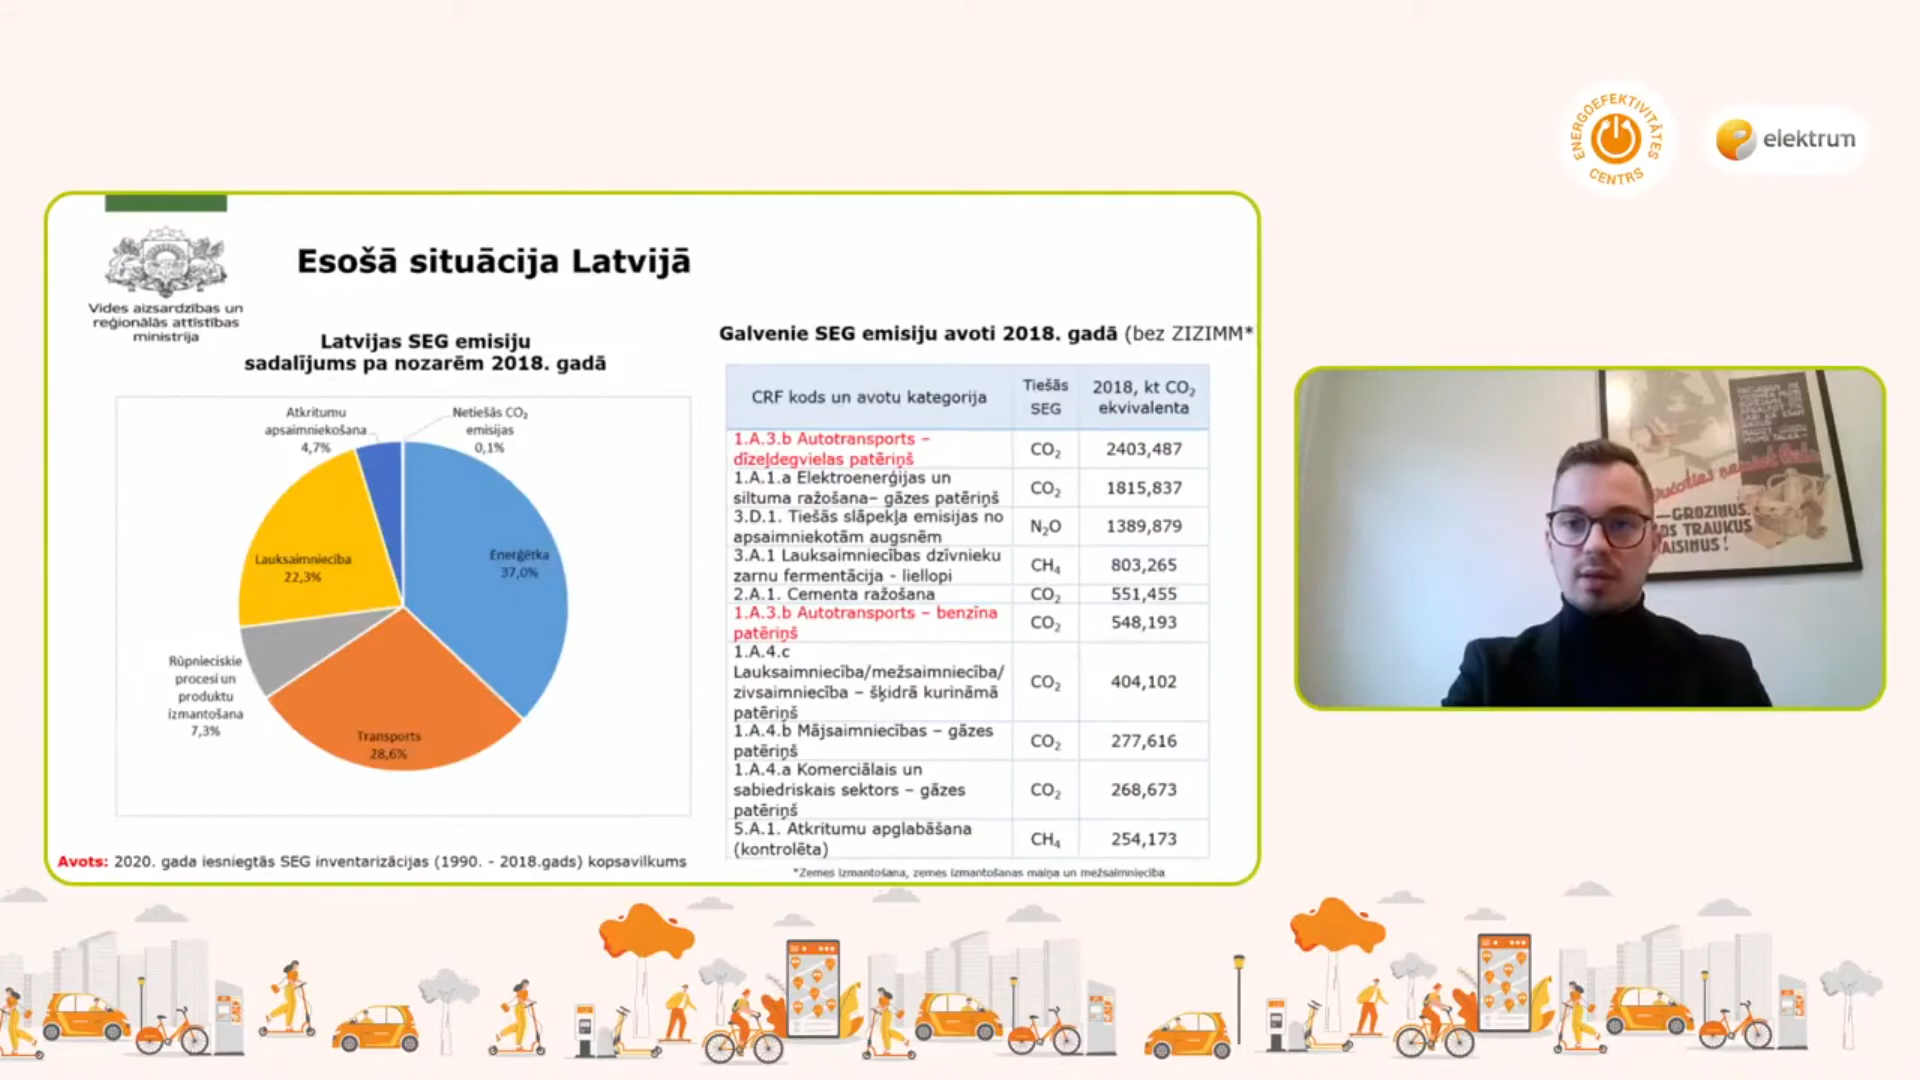 ENERGOEFEKTIVITĀTES
CENTRS
elektrum
Vides aizsardzības un
reģionālās attīstības
ministrija
Esošā situācija Latvijā
Latvijas SEG emisiju
sadalījums pa nozarēm 2018. gadā
Atkritumu
apsaimniekošana
4,7%
Netiešās CO₂
emisijas
0,1%
Enerģētka
37,0%
Lauksaimniecība
22,3%
Rūpnieciskie
procesi un
produktu
izmantošana
7,3%
Transports
28,6%
Avots: 2020. gada iesniegtās SEG inventarizācijas (1990. - 2018.gads) kopsavilkums
Galvenie SEG emisiju avoti 2018. gadā (bez ZIZIMM*
CRF kods un avotu kategorija
Tiešās
SEG
2018, kt CO₂
ekvivalenta
1.A.3.b Autotransports –
dīzeļdegvielas patēriņš
CO₂
2403,487
1.A.1.a Elektroenerģijas un
siltuma ražošana– gāzes patēriņš
CO₂
1815,837
3.D.1. Tiešās slāpekļa emisijas no
apsaimniekotām augsnēm
N₂O
1389,879
3.A.1 Lauksaimniecības dzīvnieku
zarnu fermentācija - liellopi
CH₄
803,265
2.A.1. Cementa ražošana
CO₂
551,455
1.A.3.b Autotransports – benzīna
patēriņš
CO₂
548,193
1.A.4.c
Lauksaimniecība/mežsaimniecība/
zivsaimniecība – šķidrā kurināmā
patēriņš
CO₂
404,102
1.A.4.b Mājsaimniecības – gāzes
patēriņš
CO₂
277,616
1.A.4.a Komerciālais un
sabiedriskais sektors – gāzes
patēriņš
CO₂
268,673
5.A.1. Atkritumu apglabāšana
(kontrolēta)
CH₄
254,173
*Zemes izmantošana, zemes izmantošanas maiņa un mežsaimniecība
—GROZIŅUS.
TRAUKUS